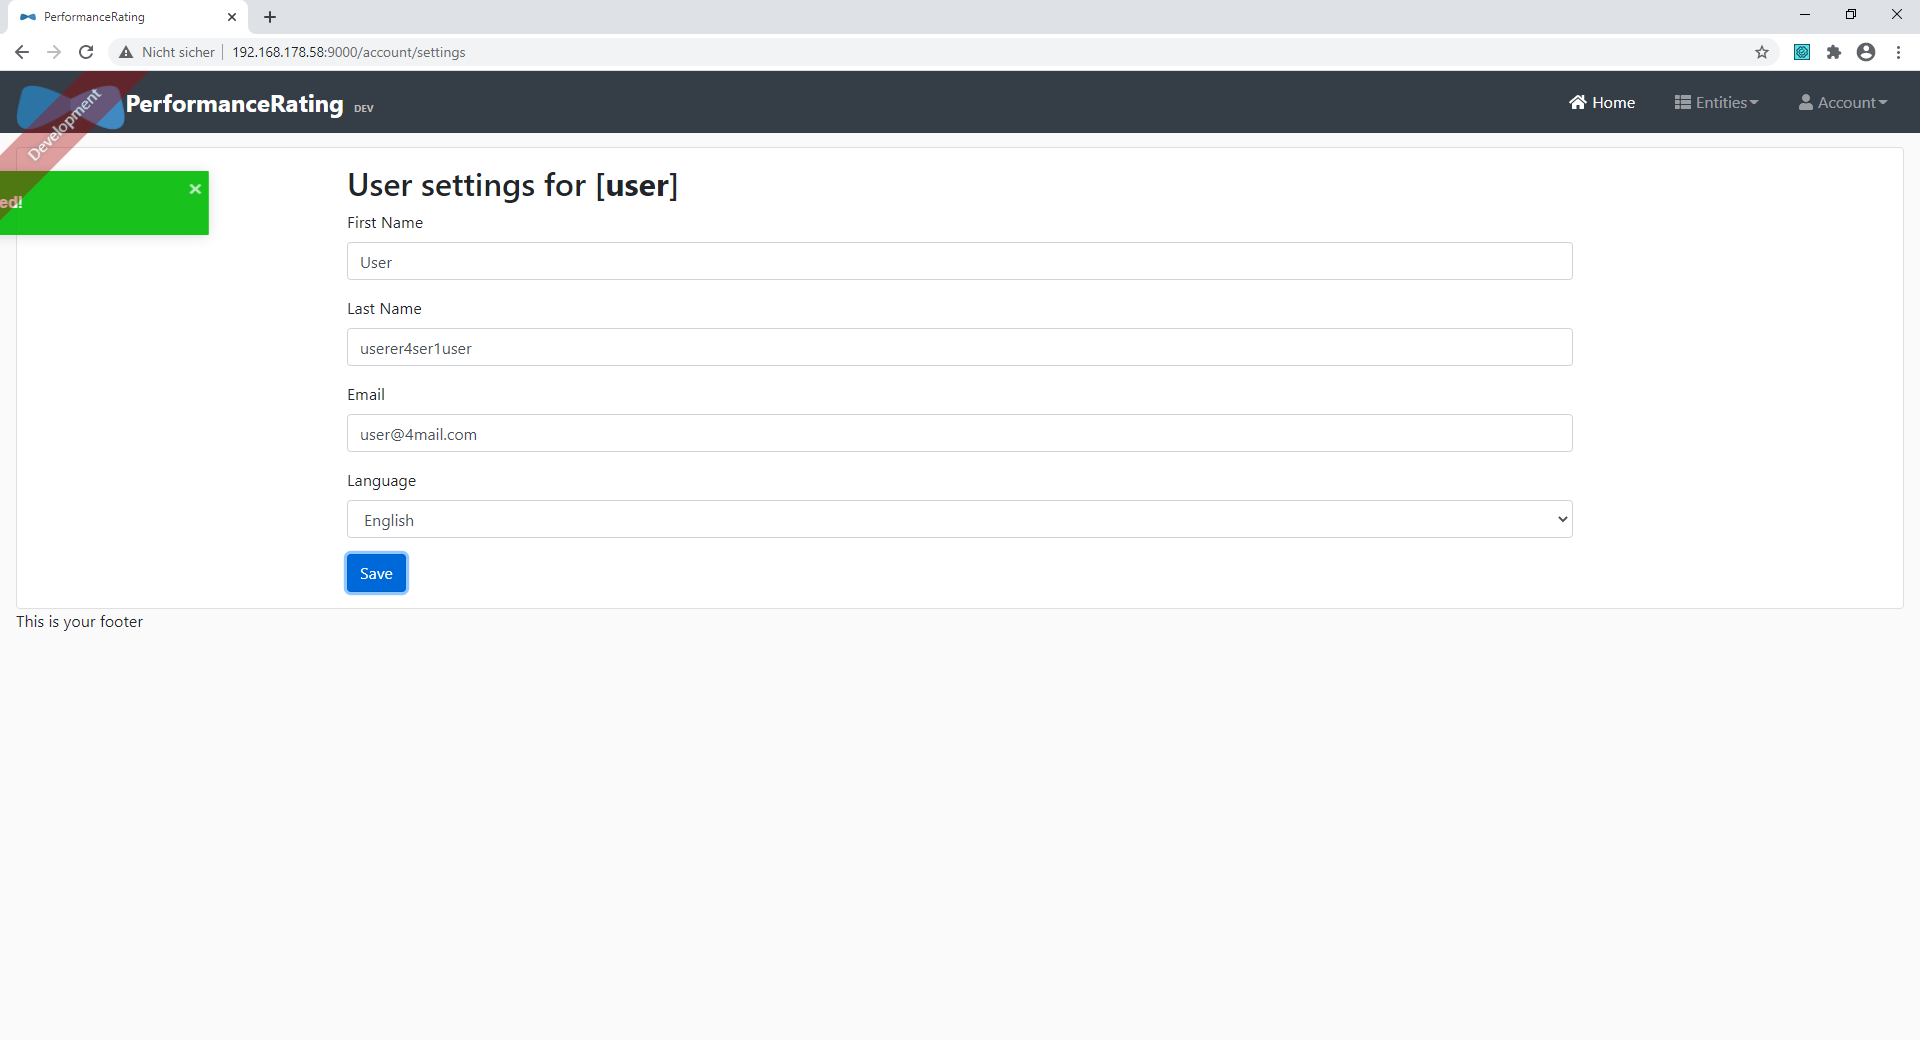 PerformanceRating
Nicht sicher 192.168.178.58:9000/account/settings
Development
PerformanceRating DEV
Home Entities Account
ed!
User settings for [user]
First Name
User
Last Name
userer4ser1user
Email
user@4mail.com
Language
English
Save
This is your footer